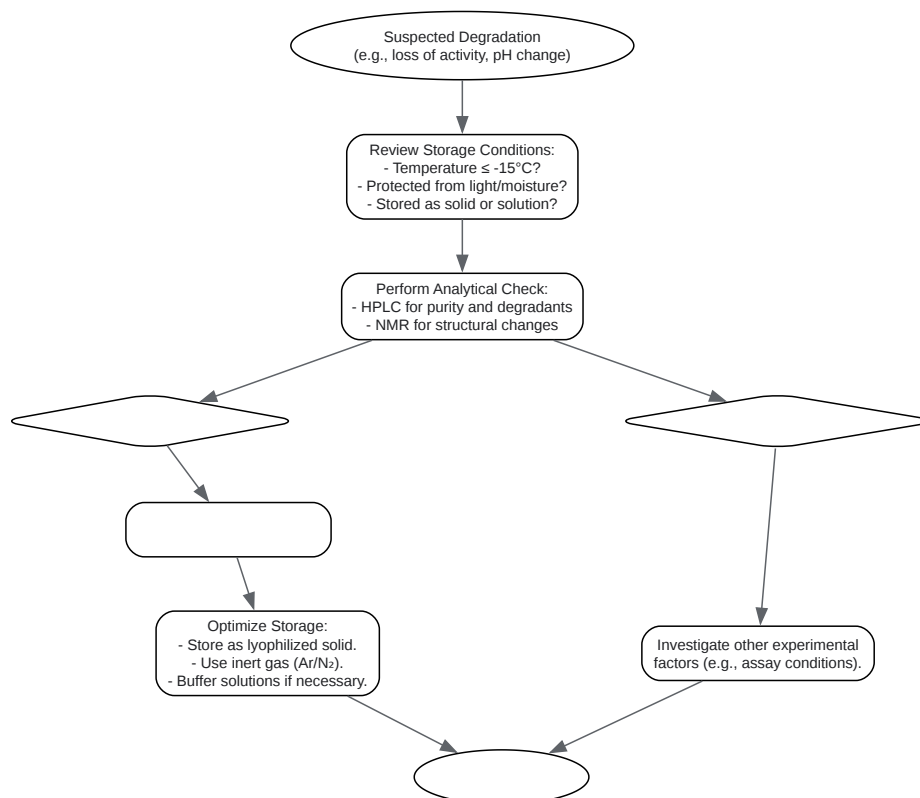 Suspected Degradation
(e.g., loss of activity, pH change)
Review Storage Conditions:
- Temperature ≤ -15°C?
- Protected from light/moisture?
- Stored as solid or solution?
Perform Analytical Check:
- HPLC for purity and degradants
- NMR for structural changes
Optimize Storage:
- Store as lyophilized solid.
- Use inert gas (Ar/N₂).
- Buffer solutions if necessary.
Investigate other experimental
factors (e.g., assay conditions).